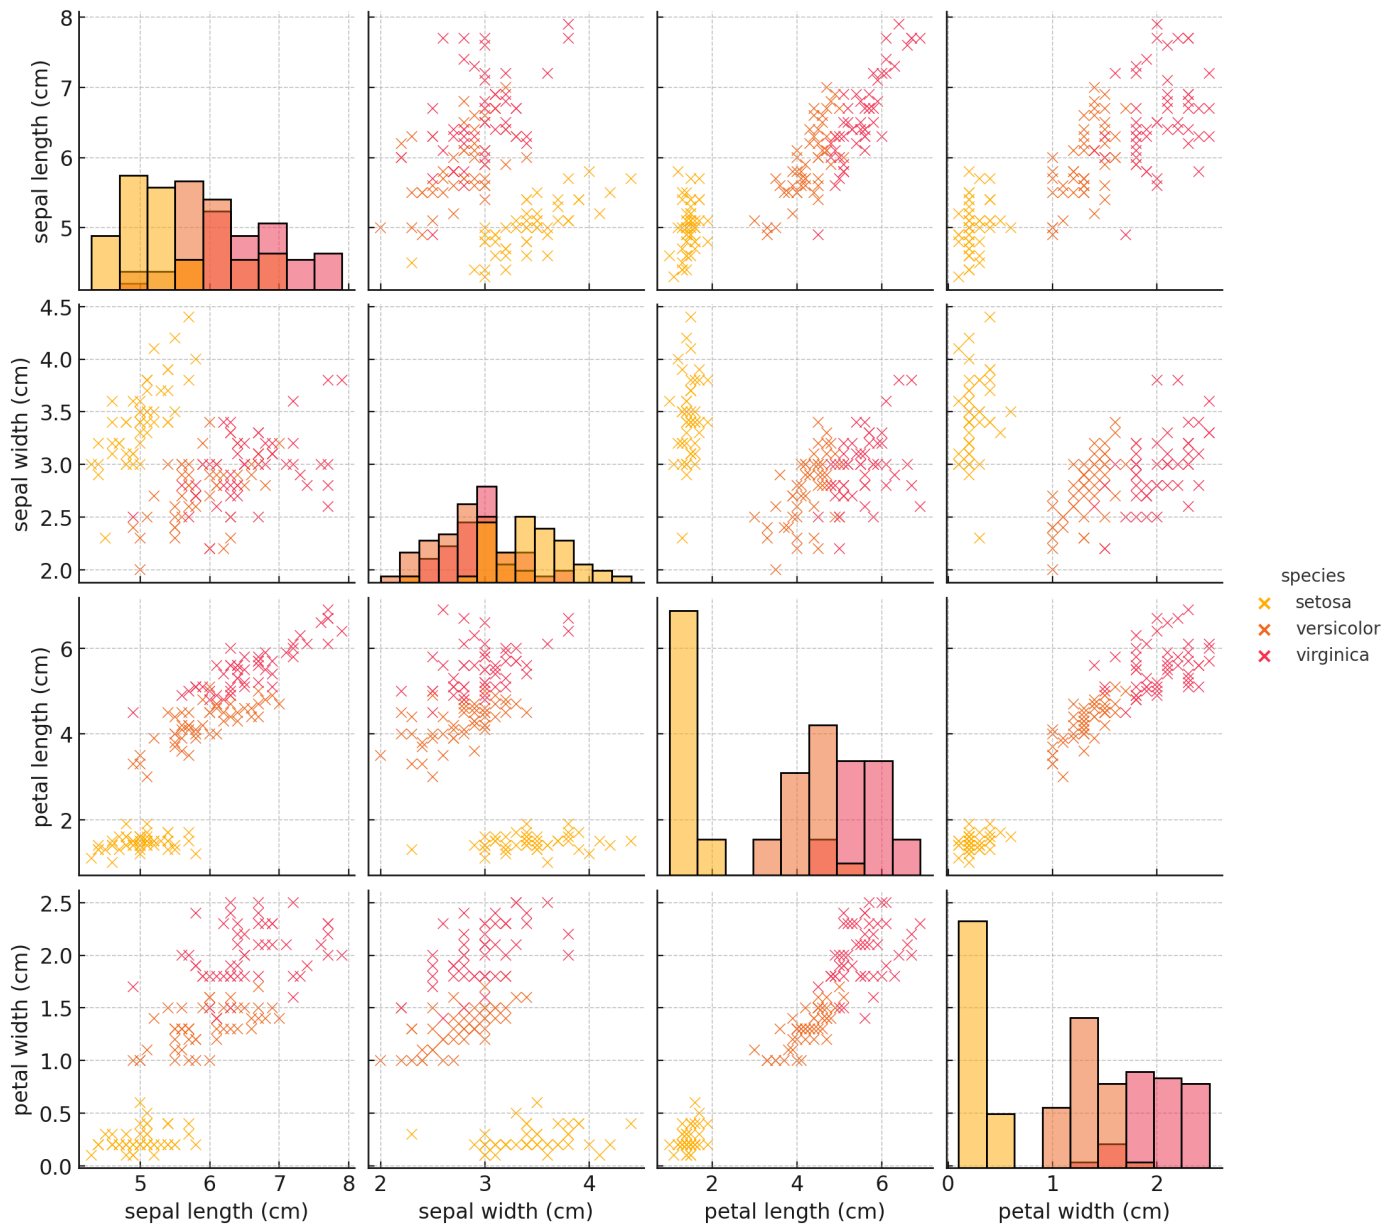 sepal length (cm)
8
7
6
5
sepal width (cm)
4.5
4.0
3.5
3.0
2.5
2.0
petal length (cm)
6
4
2
petal width (cm)
2.5
2.0
1.5
1.0
0.5
0.0
5 6 7 8
sepal length (cm)
2 3 4
sepal width (cm)
2 4 6
petal length (cm)
0 1 2
petal width (cm)
species
setosa
versicolor
virginica